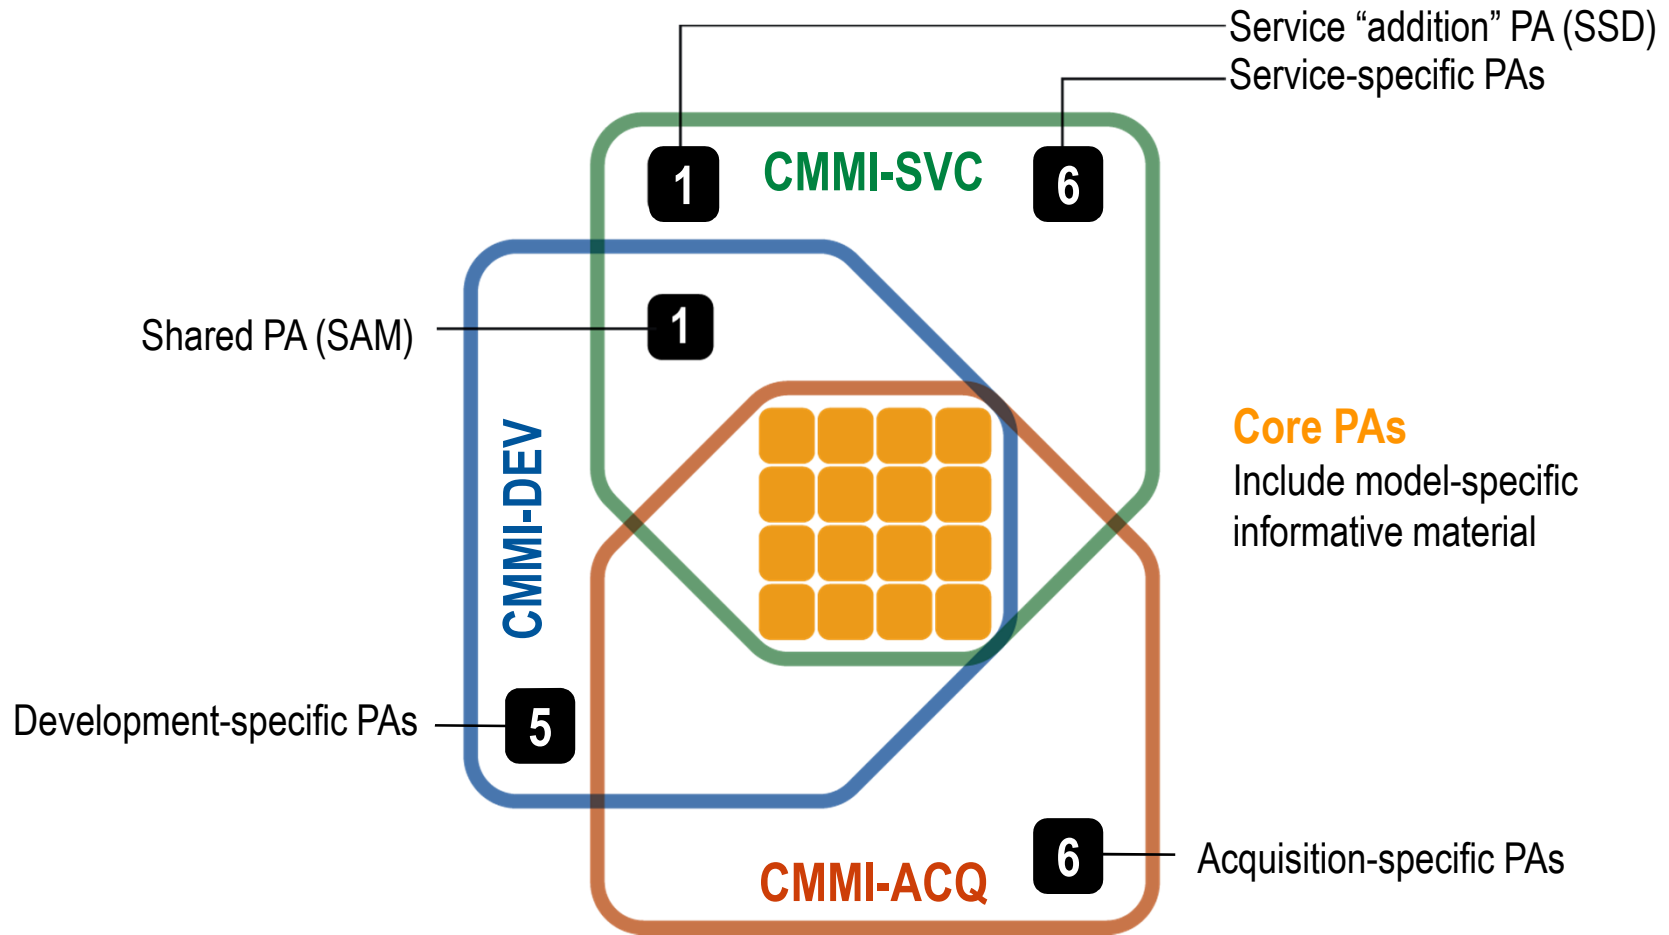 Service “addition” PA (SSD)
Service-specific PAs
1
CMMI-SVC
6
Shared PA (SAM)
1
CMMI-DEV
Core PAs
Include model-specific
informative material
Development-specific PAs
5
6
Acquisition-specific PAs
CMMI-ACQ